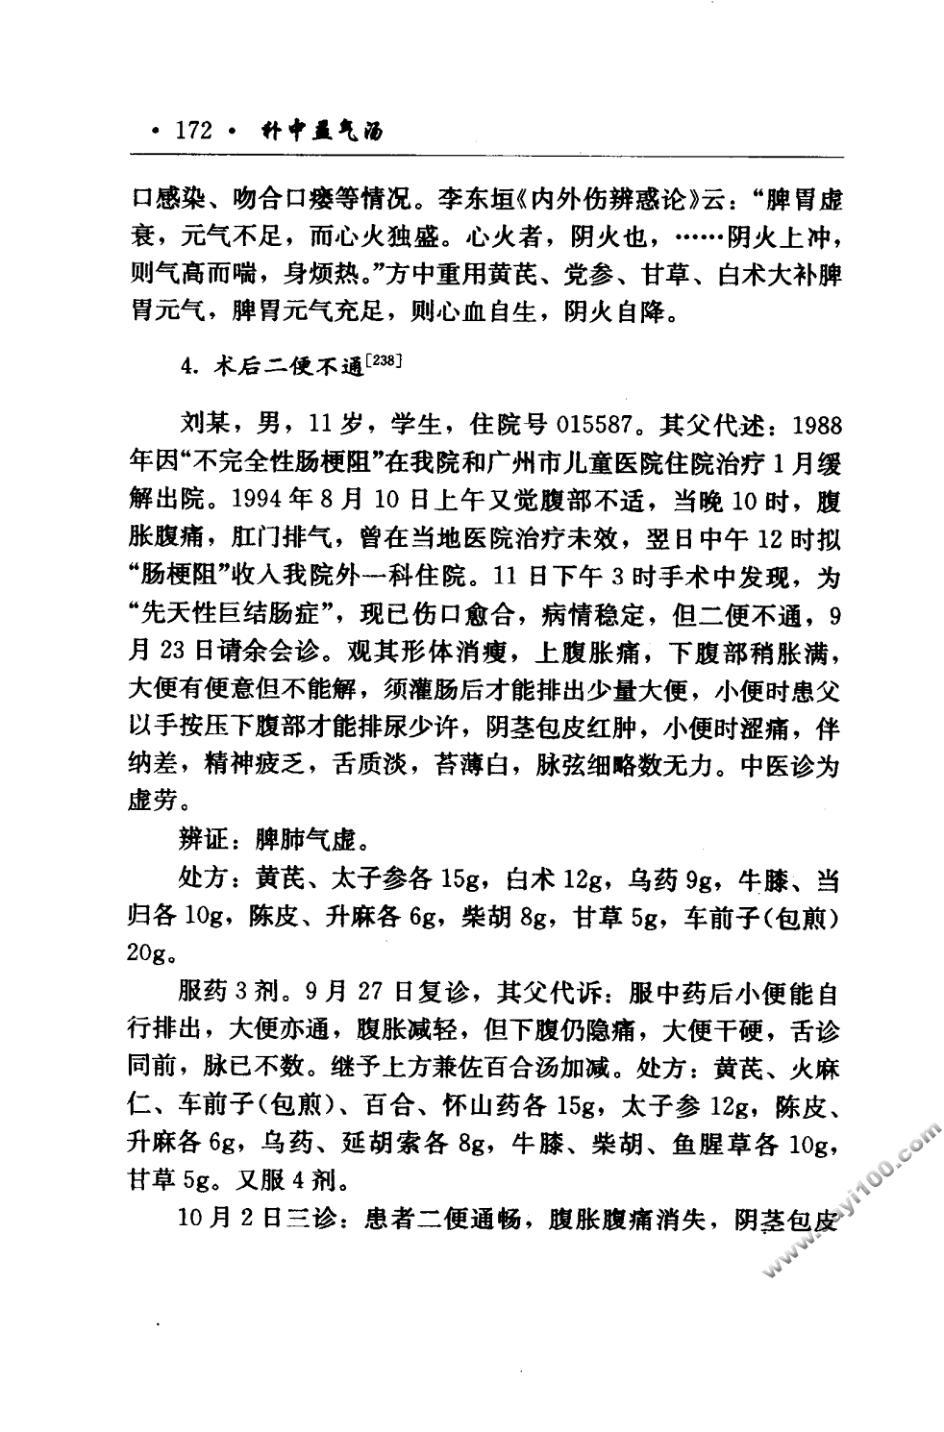 · 172 · 补中益气汤
口感染、吻合口瘘等情况。李东垣《内外伤辨惑论》云：“脾胃虚
衰，元气不足，而心火独盛。心火者，阴火也，……阴火上冲，
则气高而喘，身烦热。”方中重用黄芪、党参、甘草、白术大补脾
胃元气，脾胃元气充足，则心血自生，阴火自降。
4. 术后二便不通[238]
刘某，男，11岁，学生，住院号015587。其父代述：1988
年因“不完全性肠梗阻”在我院和广州市儿童医院住院治疗1月缓
解出院。1994年8月10日上午又觉腹部不适，当晚10时，腹
胀腹痛，肛门排气，曾在当地医院治疗未效，翌日中午12时拟
“肠梗阻”收入我院外一科住院。11日下午3时手术中发现，为
“先天性巨结肠症”，现已伤口愈合，病情稳定，但二便不通，9
月23日请余会诊。观其形体消瘦，上腹胀痛，下腹部稍胀满，
大便有便意但不能解，须灌肠后才能排出少量大便，小便时患父
以手按压下腹部才能排尿少许，阴茎包皮红肿，小便时涩痛，伴
纳差，精神疲乏，舌质淡，苔薄白，脉弦细略数无力。中医诊为
虚劳。
辨证：脾肺气虚。
处方：黄芪、太子参各15g，白术12g，乌药9g，牛膝、当
归各10g，陈皮、升麻各6g，柴胡8g，甘草5g，车前子（包煎）
20g。
服药3剂。9月27日复诊，其父代诉：服中药后小便能自
行排出，大便亦通，腹胀减轻，但下腹仍隐痛，大便干硬，舌诊
同前，脉已不数。继予上方兼佐百合汤加减。处方：黄芪、火麻
仁、车前子（包煎）、百合、怀山药各15g，太子参12g，陈皮、
升麻各6g，乌药、延胡索各8g，牛膝、柴胡、鱼腥草各10g，
甘草5g。又服4剂。
10月2日三诊：患者二便通畅，腹胀腹痛消失，阴茎包皮